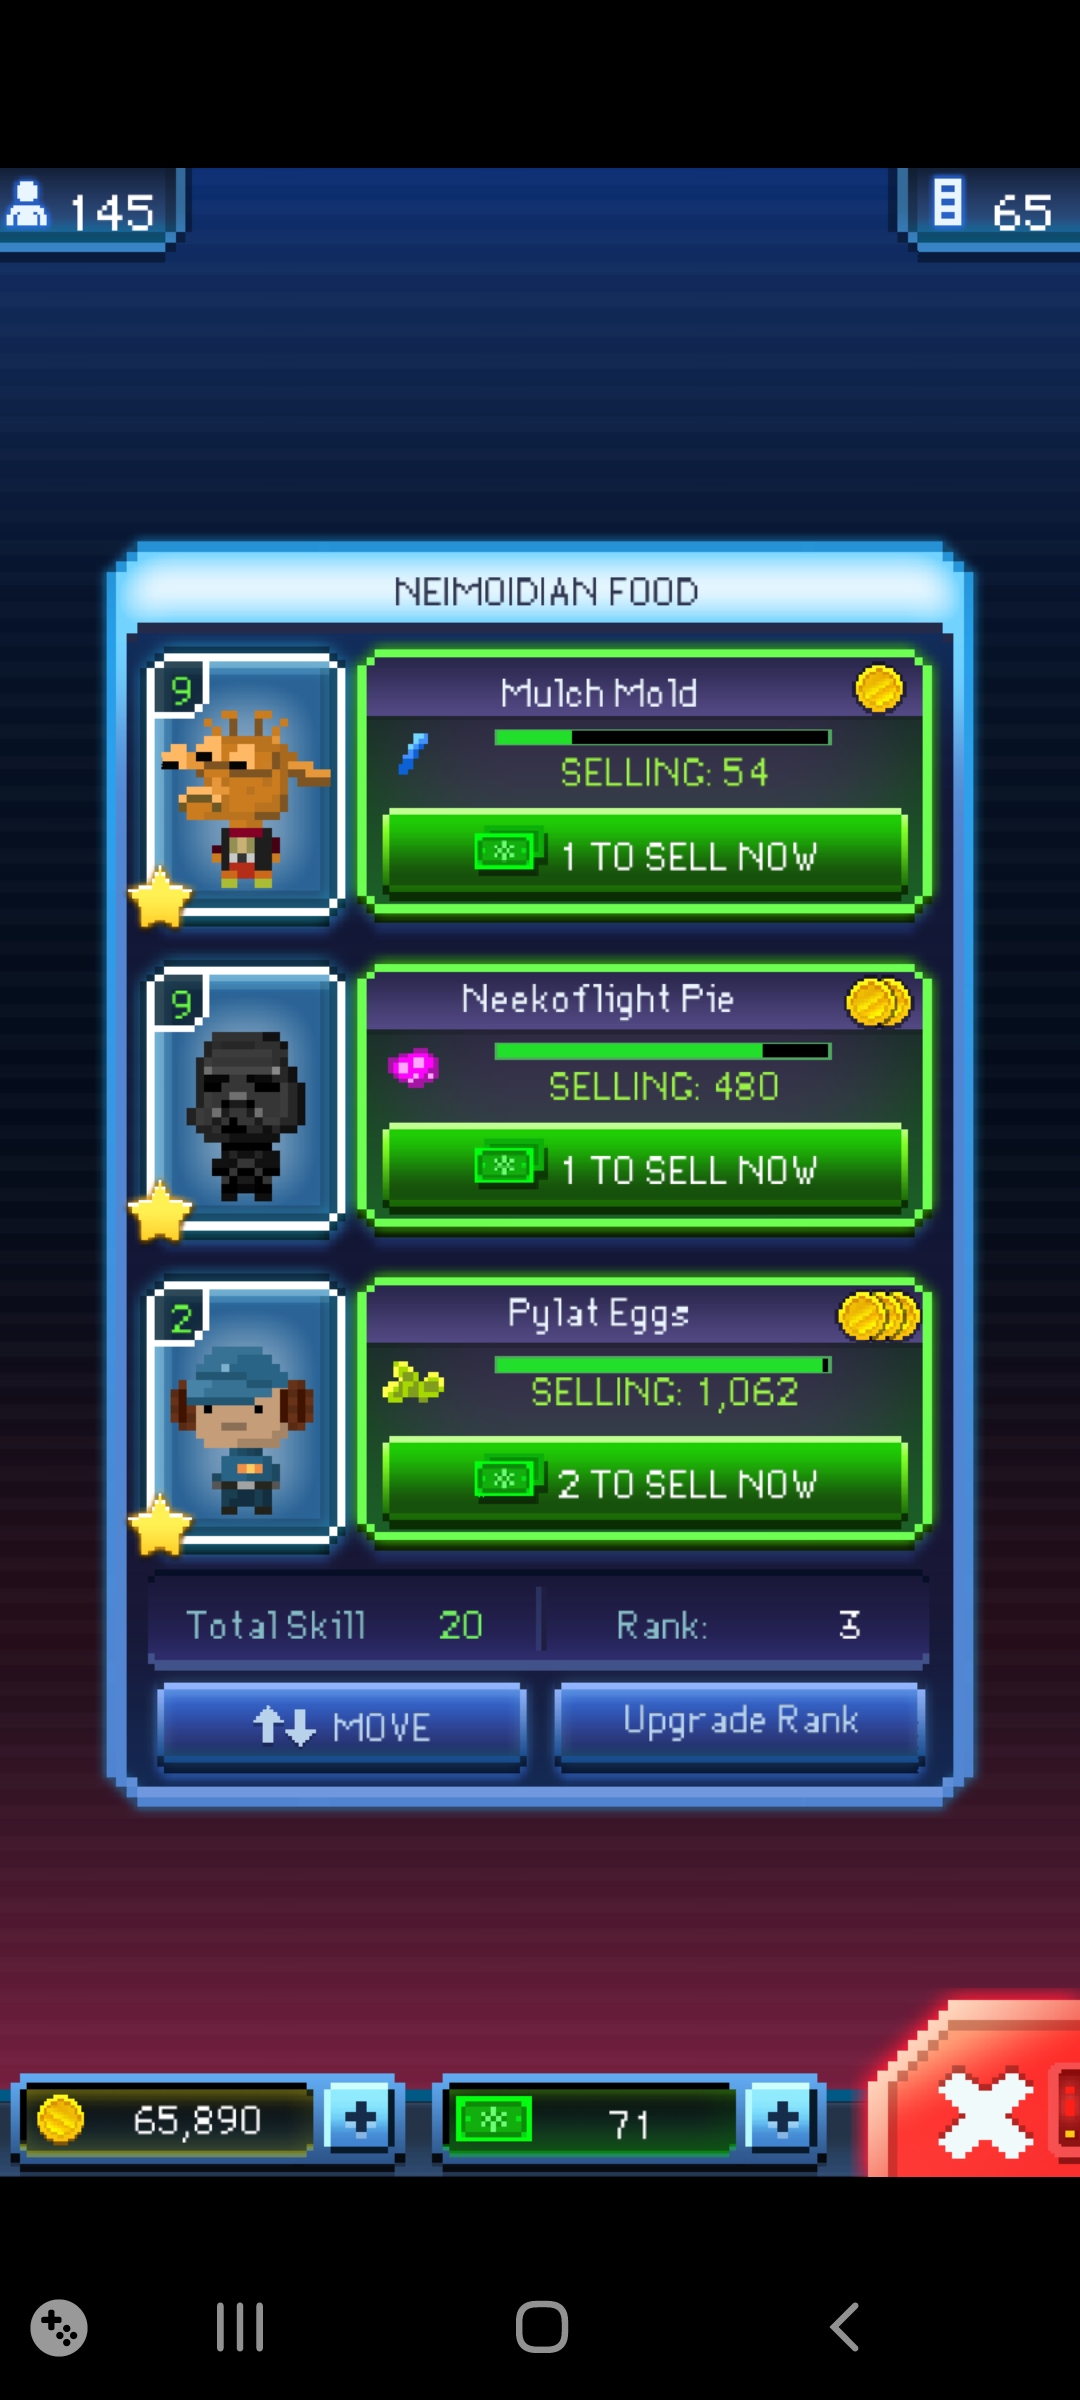 145
65
NEIMOIDIAN FOOD
9
Mulch Mold
SELLING: 54
1 TO SELL NOW
9
Neekoflight Pie
SELLING: 480
1 TO SELL NOW
2
Pylat Eggs
SELLING: 1,062
2 TO SELL NOW
Total Skill 20 Rank: 3
MOVE Upgrade Rank
65,890 71